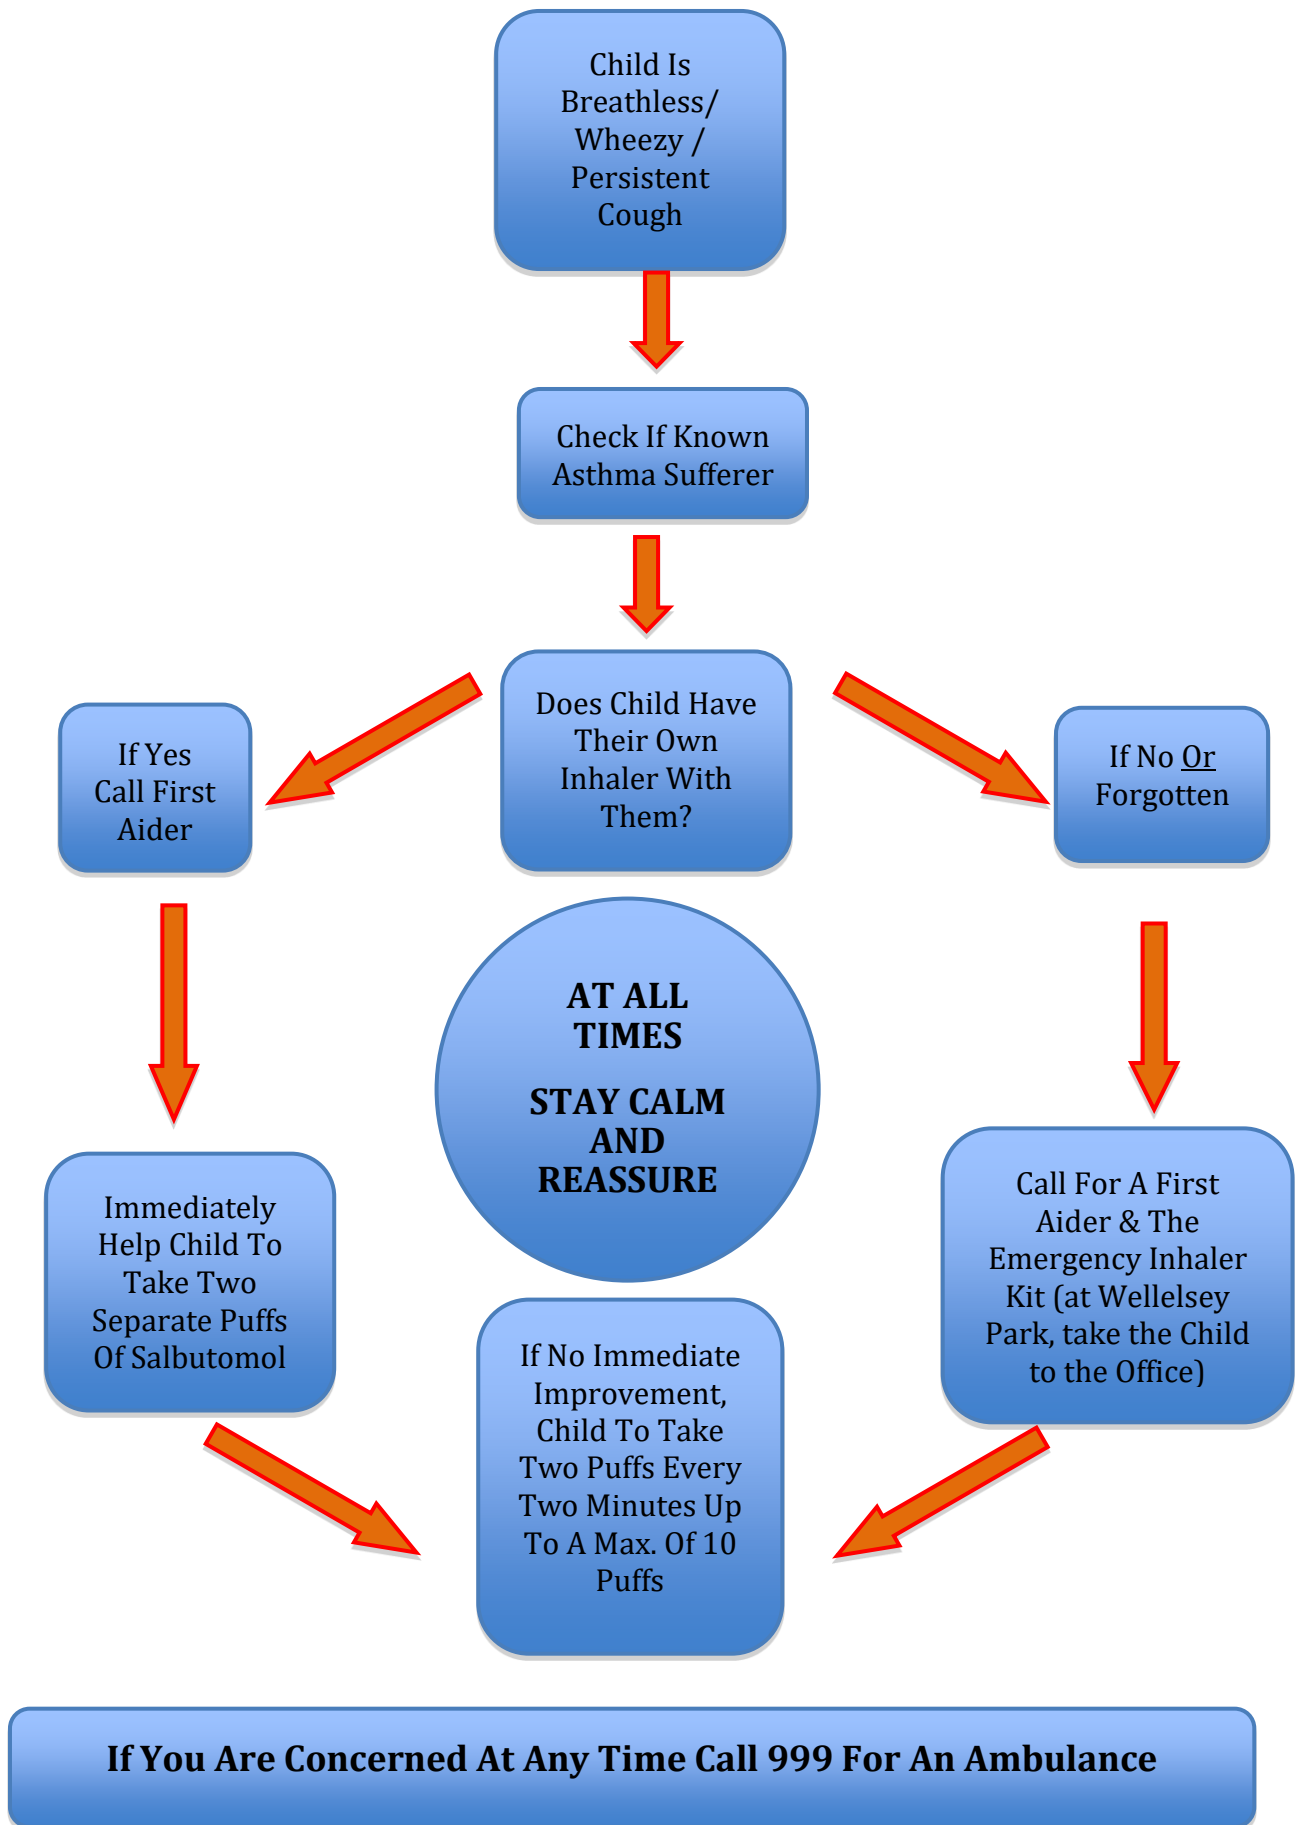 Child Is
Breathless/
Wheezy /
Persistent
Cough
Check If Known
Asthma Sufferer
Does Child Have
Their Own
Inhaler With
Them?
If Yes
Call First
Aider
If No Or
Forgotten
AT ALL
TIMES
STAY CALM
AND
REASSURE
Immediately
Help Child To
Take Two
Separate Puffs
Of Salbutomol
Call For A First
Aider & The
Emergency Inhaler
Kit (at Wellelsey
Park, take the Child
to the Office)
If No Immediate
Improvement,
Child To Take
Two Puffs Every
Two Minutes Up
To A Max. Of 10
Puffs
If You Are Concerned At Any Time Call 999 For An Ambulance